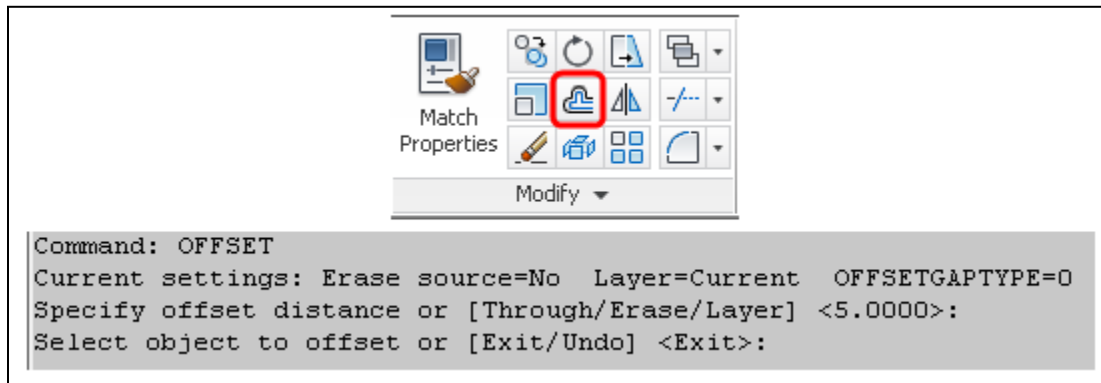 Match
Properties
Modify
Command: OFFSET
Current settings: Erase source=No  Layer=Current  OFFSETGAPTYPE=0
Specify offset distance or [Through/Erase/Layer] <5.0000>:
Select object to offset or [Exit/Undo] <Exit>: